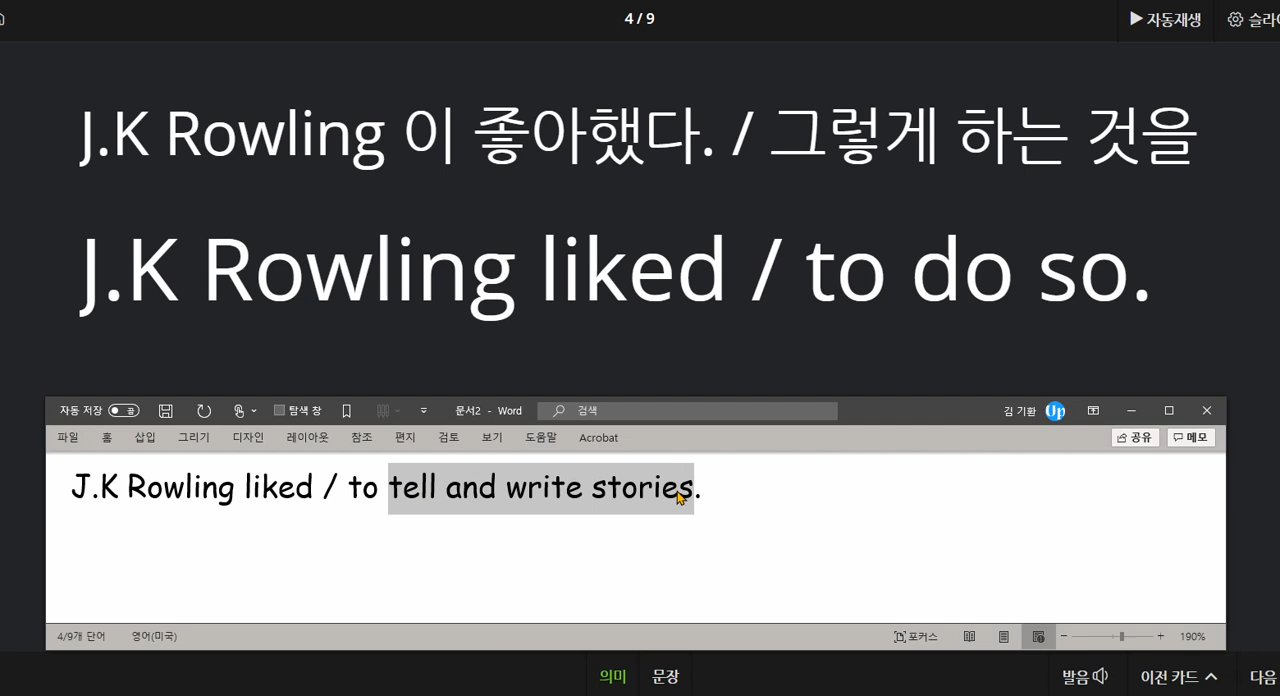 4 / 9
▶ 자동재생
J.K Rowling 이 좋아했다. / 그렇게 하는 것을
J.K Rowling liked / to do so.
자동 저장
탐색 창
문서2 - Word
검색
김 기환
Up
파일 홈 삽입 그리기 디자인 레이아웃 참조 편지 검토 보기 도움말 Acrobat
공유 메모
J.K Rowling liked / to tell and write stories.
4/9개 단어 영어(미국)
포커스
190%
의미 문장
발음 이전 카드 다음